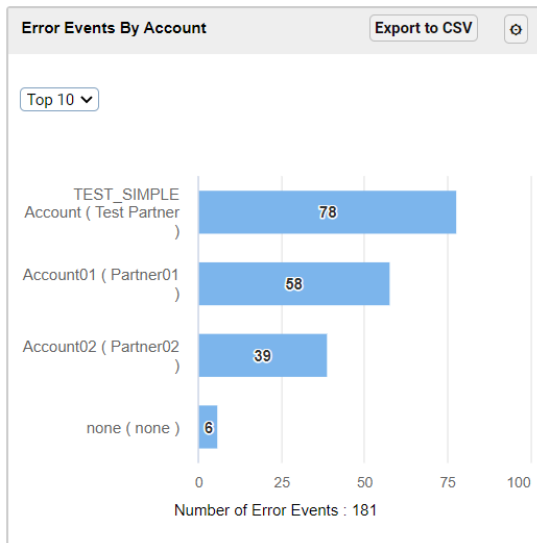 Error Events By Account
Export to CSV
Top 10
TEST_SIMPLE
Account ( Test Partner
)
78
Account01 ( Partner01
)
58
Account02 ( Partner02
)
39
none ( none )
6
0 25 50 75 100
Number of Error Events : 181